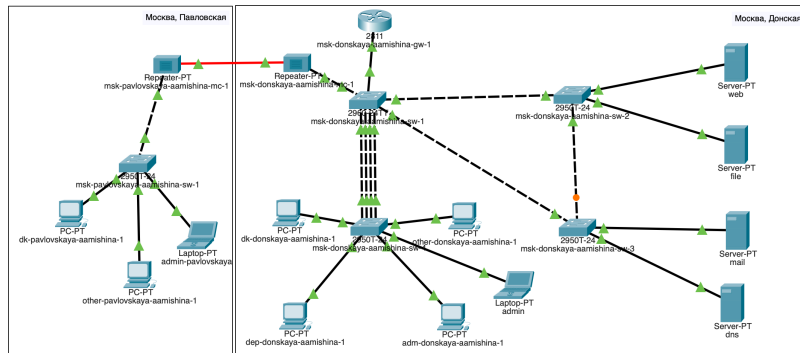 Москва, Павловская
Москва, Донская
2811
msk-donskaya-aamishina-gw-1
Repeater-PT
msk-pavlovskaya-aamishina-mc-1
Repeater-PT
msk-donskaya-aamishina-mc-1
msk-donskaya-aamishina-sw-1
2950T-24
msk-donskaya-aamishina-sw-2
Server-PT
web
Server-PT
file
2950T-24
msk-pavlovskaya-aamishina-sw-1
PC-PT
dk-pavlovskaya-aamishina-1
Laptop-PT
admin-pavlovskaya
PC-PT
other-pavlovskaya-aamishina-1
PC-PT
dk-donskaya-aamishina-1
2950T-24
PC-PT
other-donskaya-aamishina-1
2950T-24
msk-donskaya-aamishina-sw-3
Server-PT
mail
Laptop-PT
admin
PC-PT
dep-donskaya-aamishina-1
PC-PT
adm-donskaya-aamishina-1
Server-PT
dns